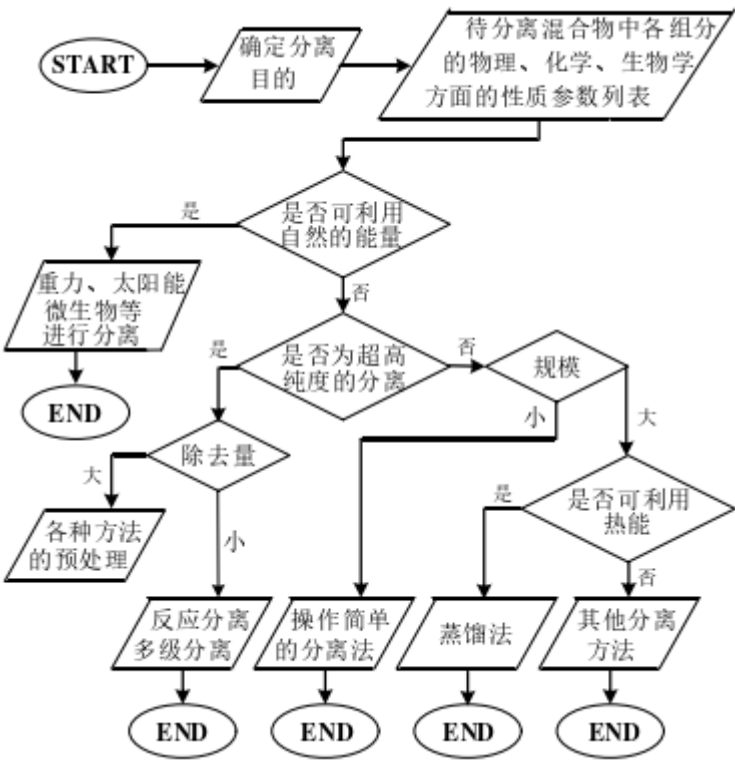 START
确定分离
目的
待分离混合物中各组分
的物理、化学、生物学
方面的性质参数列表
是否可利用
自然的能量
是
否
重力、太阳能
微生物等
进行分离
END
是否为超高
纯度的分离
是
否
规模
小
大
除去量
大
小
各种方法
的预处理
是否可利用
热能
是
否
反应分离
多级分离
操作简单
的分离法
蒸馏法
其他分离
方法
END
END
END
END